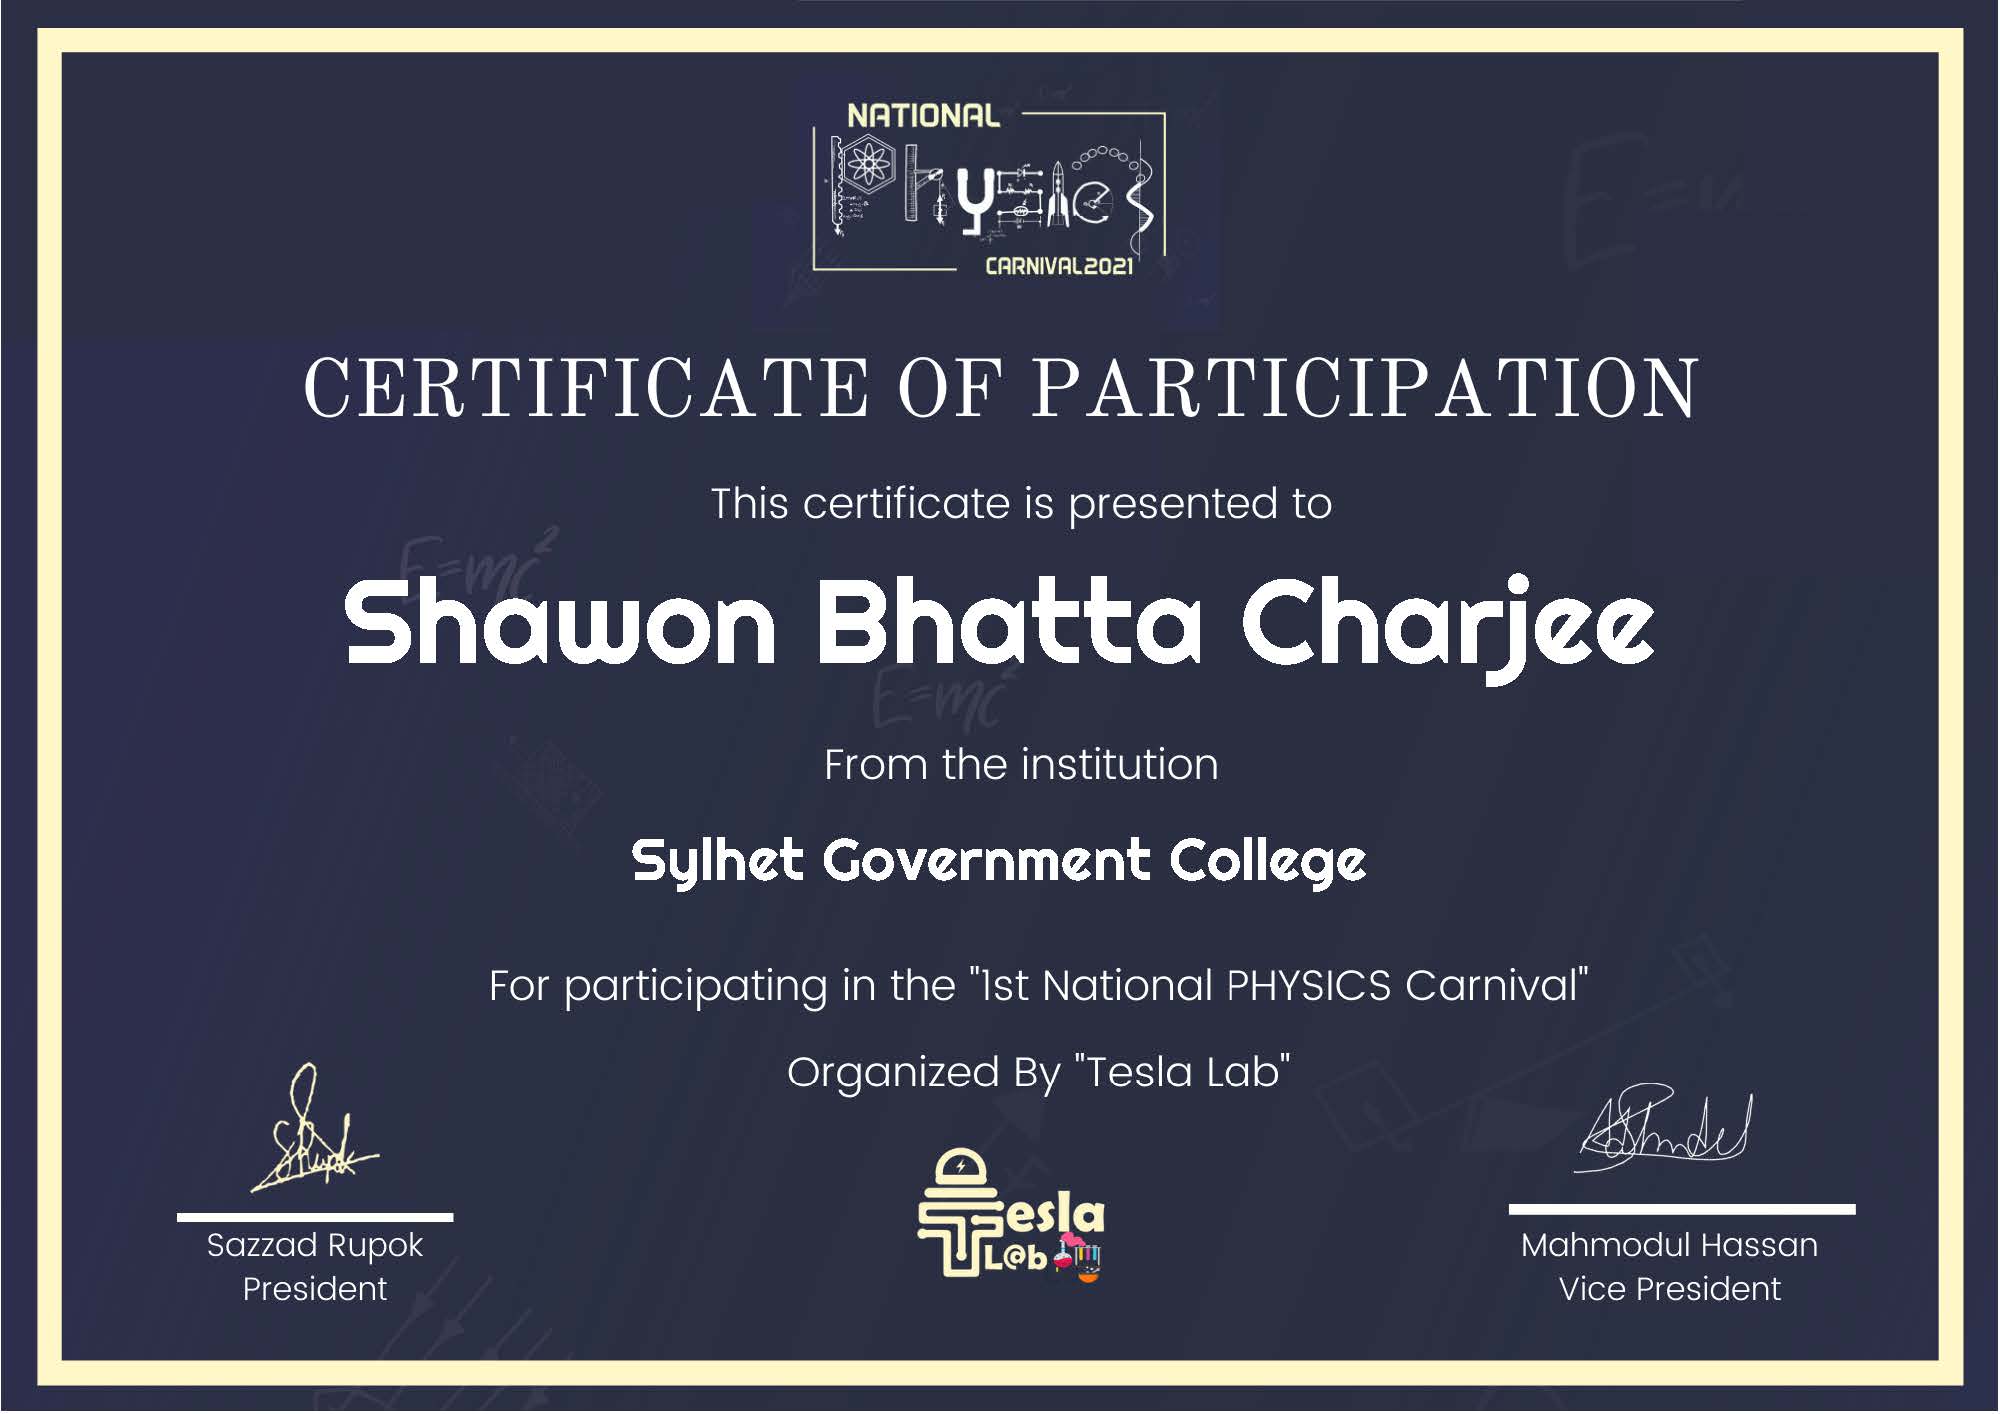 NATIONAL
Physics
CARNIVAL2021
CERTIFICATE OF PARTICIPATION
This certificate is presented to
E=mc²
Shawon Bhatta Charjee
E=mc²
From the institution
Sylhet Government College
For participating in the "1st National PHYSICS Carnival"
Organized By "Tesla Lab"
Tesla
L@b
Sazzad Rupok
President
Mahmodul Hassan
Vice President